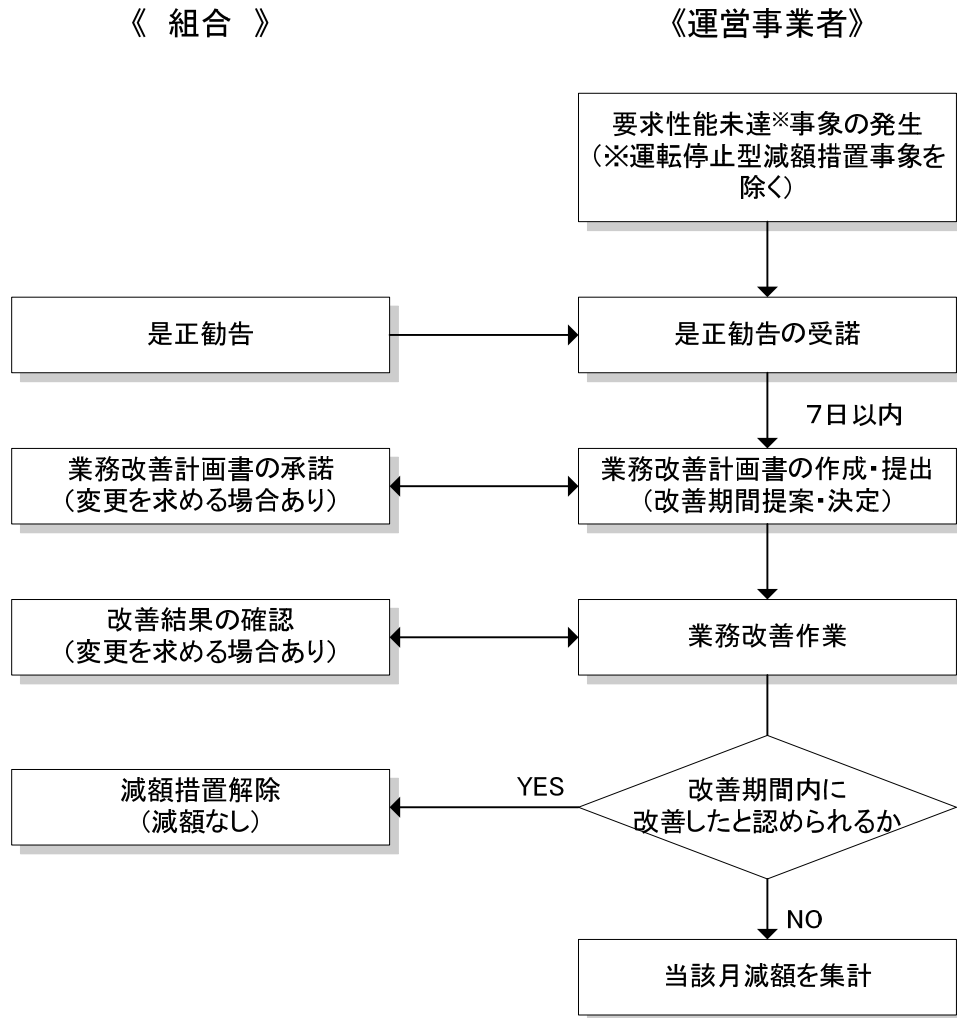 《 組合 》
《運営事業者》
要求性能未達※事象の発生
（※運転停止型減額措置事象を
除く）
是正勧告
是正勧告の受諾
7日以内
業務改善計画書の承諾
（変更を求める場合あり）
業務改善計画書の作成・提出
（改善期間提案・決定）
改善結果の確認
（変更を求める場合あり）
業務改善作業
減額措置解除
（減額なし）
YES
改善期間内に
改善したと認められるか
NO
当該月減額を集計